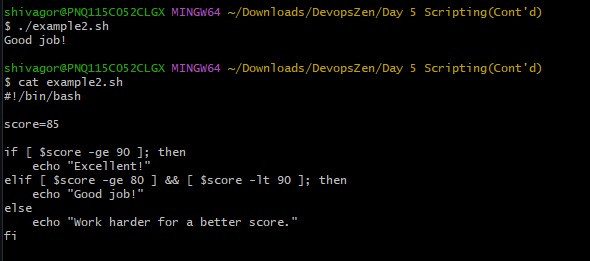 shivagor@PNQ115CO52CLGX MINGW64 ~/Downloads/DevopsZen/Day 5 Scripting(Cont'd)
$ ./example2.sh
Good job!
shivagor@PNQ115CO52CLGX MINGW64 ~/Downloads/DevopsZen/Day 5 Scripting(Cont'd)
$ cat example2.sh
#!/bin/bash
score=85
if [ $score -ge 90 ]; then
    echo "Excellent!"
elif [ $score -ge 80 ] && [ $score -lt 90 ]; then
    echo "Good job!"
else
    echo "Work harder for a better score."
fi